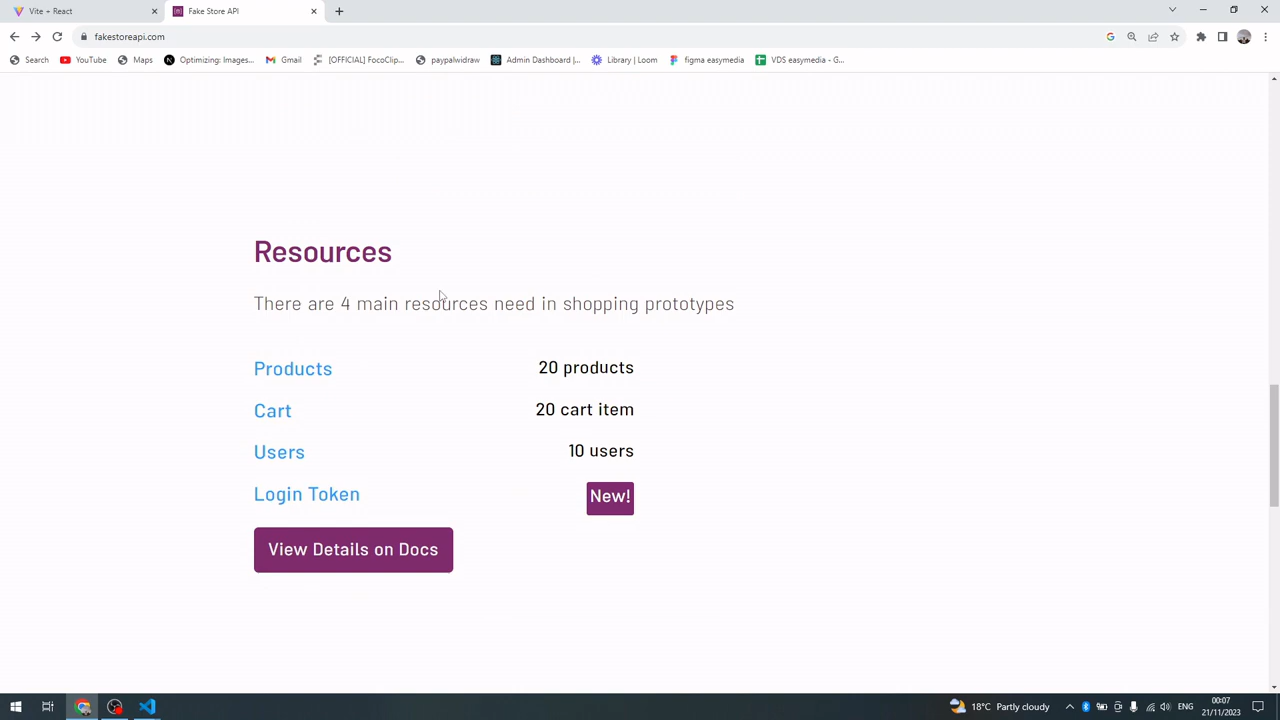 Vite + React
Fake Store API
fakestoreapi.com
Search
YouTube
Maps
Optimizing: Images...
Gmail
[OFFICIAL] FocoClip...
paypalwidraw
Admin Dashboard |...
Library | Loom
figma easymedia
VDS easymedia - G...
Resources
There are 4 main resources need in shopping prototypes
Products 20 products
Cart 20 cart item
Users 10 users
Login Token New!
View Details on Docs
18°C Partly cloudy
ENG
00:07
21/11/2023